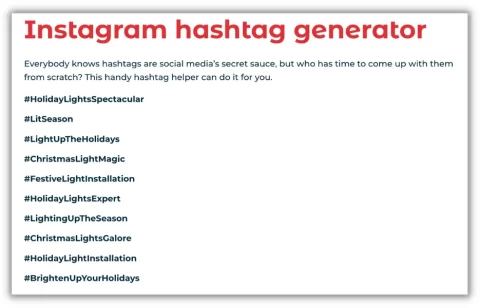 Instagram hashtag generator
Everybody knows hashtags are social media's secret sauce, but who has time to come up with them
from scratch? This handy hashtag helper can do it for you.
#HolidayLightsSpectacular
#LitSeason
#LightUpTheHolidays
#ChristmasLightMagic
#FestiveLightInstallation
#HolidayLightsExpert
#LightingUpTheSeason
#ChristmasLightsGalore
#HolidayLightInstallation
#BrightenUpYourHolidays